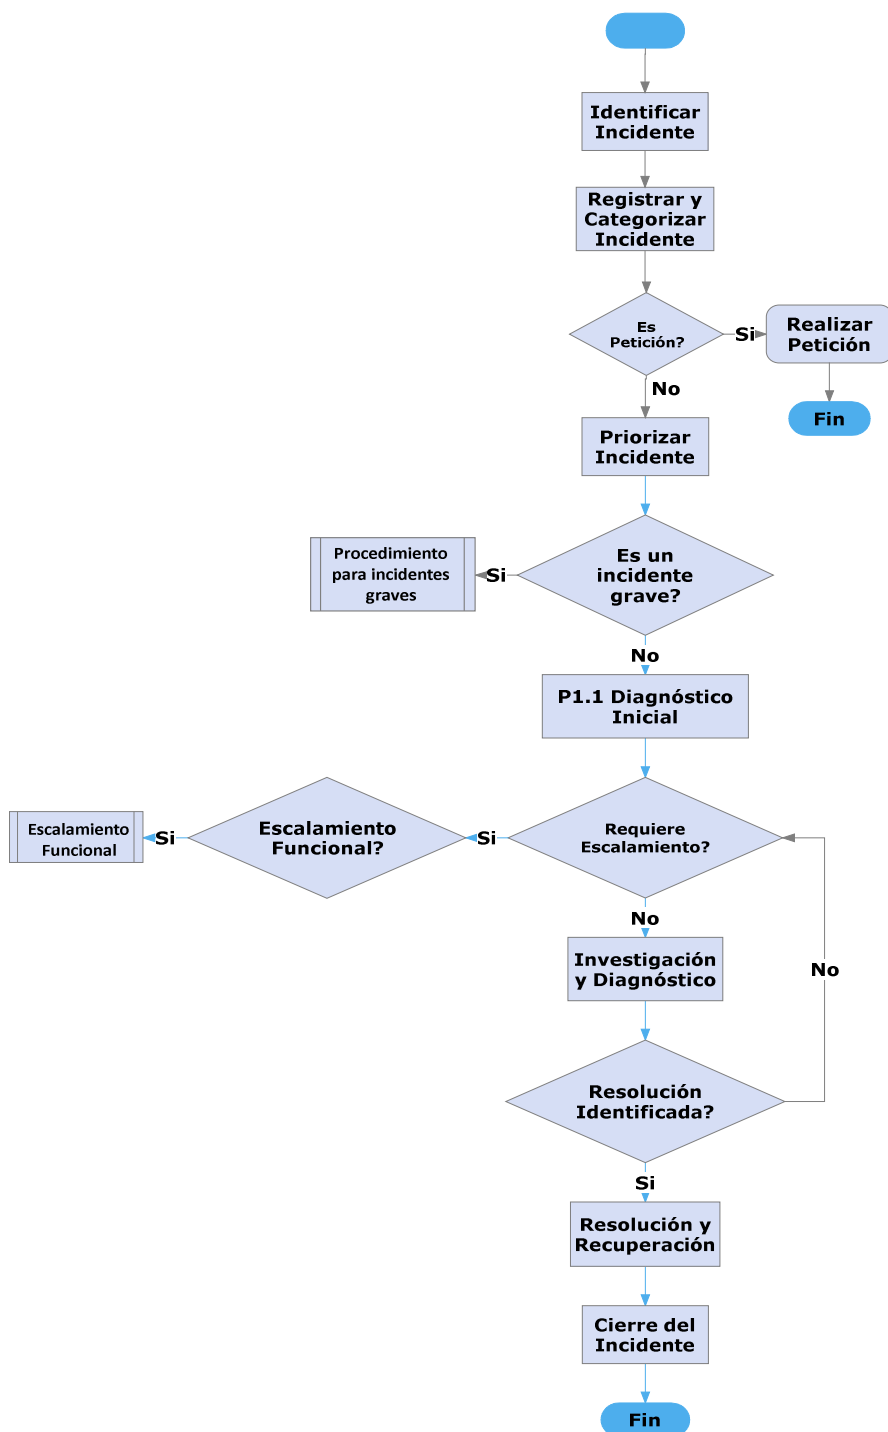 Identificar
Incidente
Registrar y
Categorizar
Incidente
Es
Petición?
Si
Realizar
Petición
No
Fin
Priorizar
Incidente
Es un
incidente
grave?
Si
Procedimiento
para incidentes
graves
No
P1.1 Diagnóstico
Inicial
Requiere
Escalamiento?
Si
Escalamiento
Funcional?
Si
Escalamiento
Funcional
No
Investigación
y Diagnóstico
No
Resolución
Identificada?
Si
Resolución y
Recuperación
Cierre del
Incidente
Fin